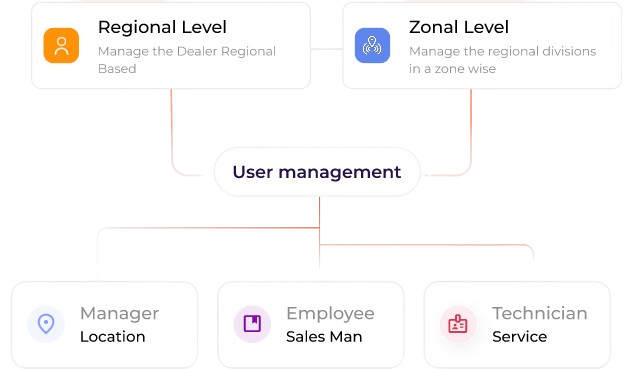 Regional Level
Manage the Dealer Regional
Based
Zonal Level
Manage the regional divisions
in a zone wise
User management
Manager
Location
Employee
Sales Man
Technician
Service